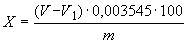 X = (V – V₁) · 0,003545 · 100 / m